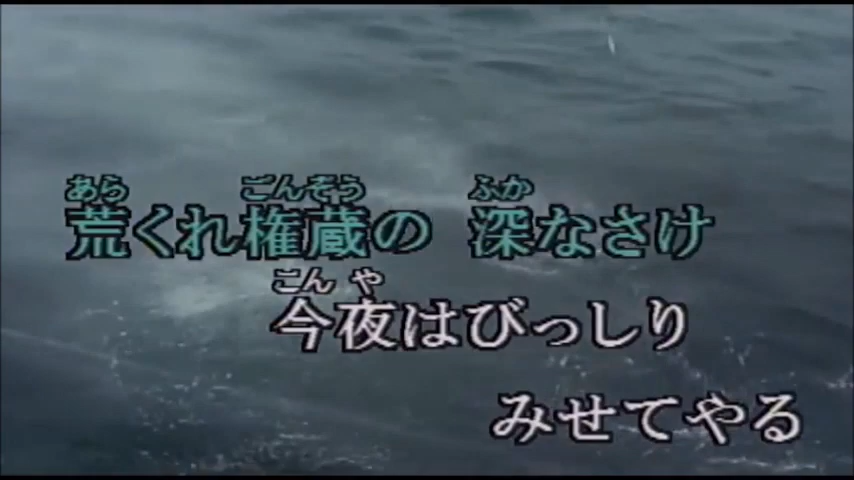 あら ごんぞう ふか
荒くれ権蔵の 深なさけ
こんや
今夜はびっしり
みせてやる